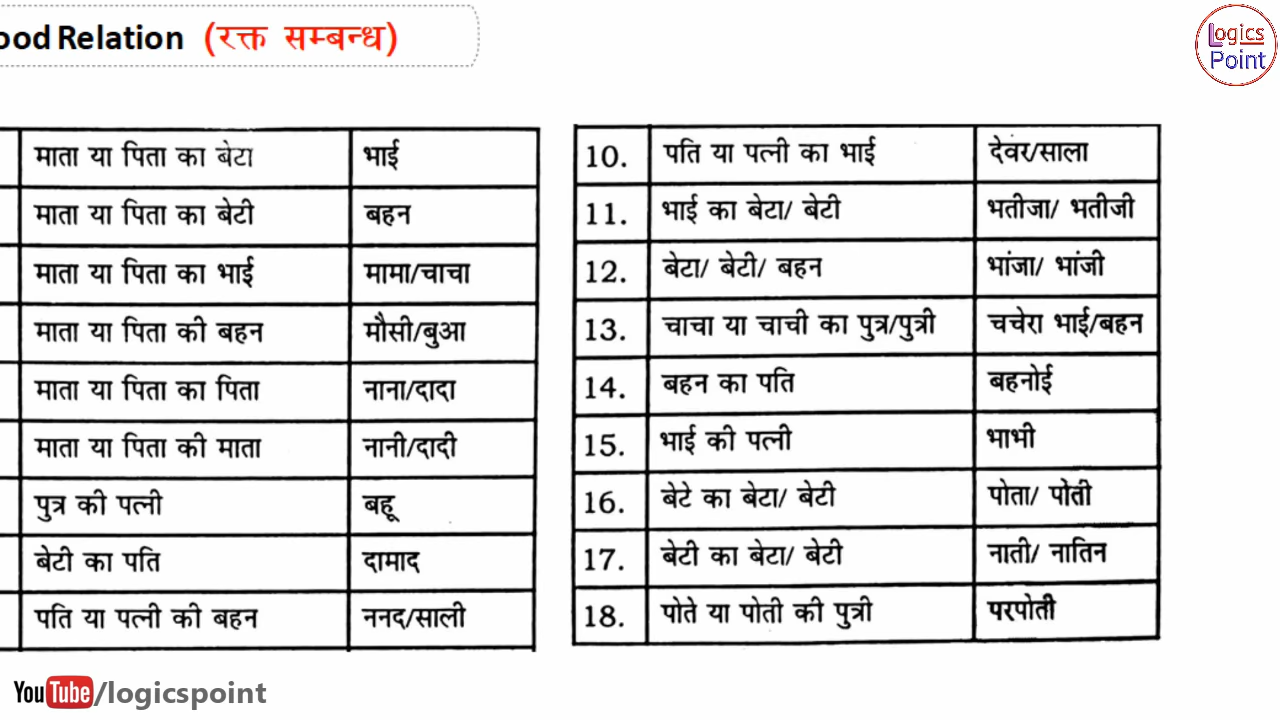 ood Relation (रक्त सम्बन्ध)
Logics
Point
माता या पिता का बेटा भाई
माता या पिता का बेटी बहन
माता या पिता का भाई मामा/चाचा
माता या पिता की बहन मौसी/बुआ
माता या पिता का पिता नाना/दादा
माता या पिता की माता नानी/दादी
पुत्र की पत्नी बहू
बेटी का पति दामाद
पति या पत्नी की बहन ननद/साली
10. पति या पत्नी का भाई देवर/साला
11. भाई का बेटा/ बेटी भतीजा/ भतीजी
12. बेटा/ बेटी/ बहन भांजा/ भांजी
13. चाचा या चाची का पुत्र/पुत्री चचेरा भाई/बहन
14. बहन का पति बहनोई
15. भाई की पत्नी भाभी
16. बेटे का बेटा/ बेटी पोता/ पोती
17. बेटी का बेटा/ बेटी नाती/ नातिन
18. पोते या पोती की पुत्री परपोती
YouTube/logicspoint